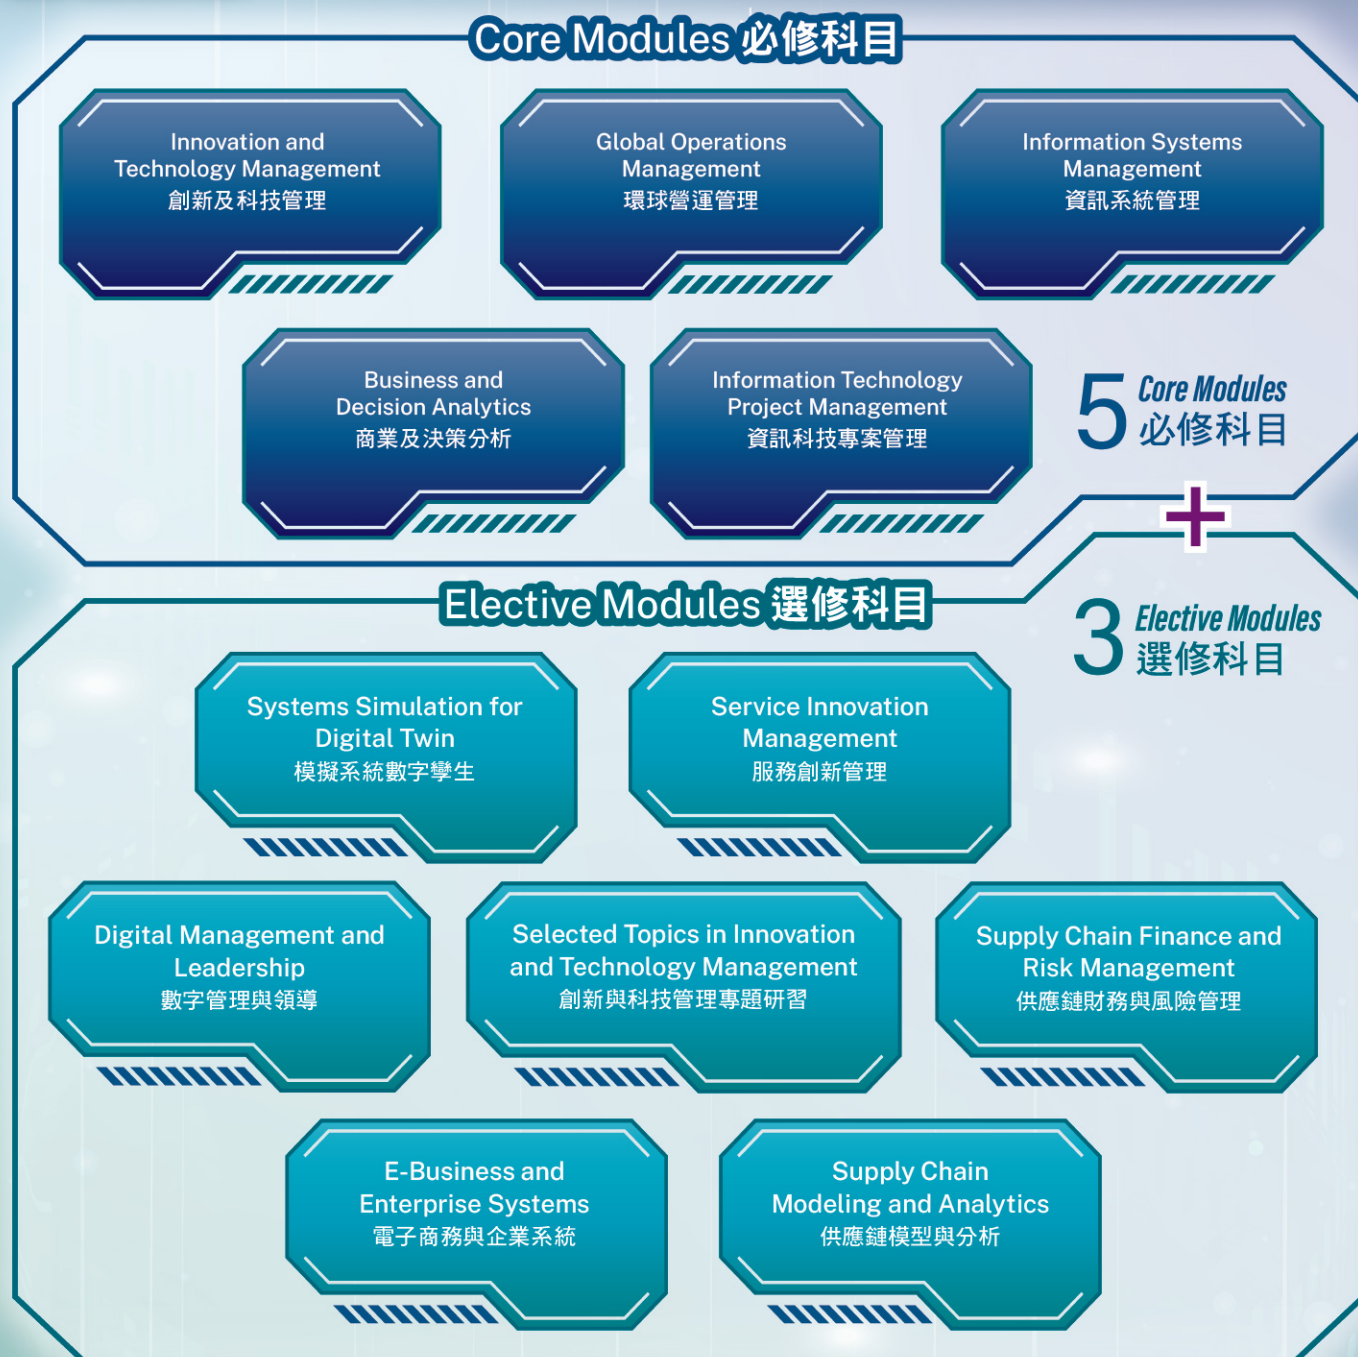 Core Modules 必修科目
Innovation and
Technology Management
創新及科技管理
Global Operations
Management
環球營運管理
Information Systems
Management
資訊系統管理
Business and
Decision Analytics
商業及決策分析
Information Technology
Project Management
資訊科技專案管理
5 Core Modules
必修科目
+
Elective Modules 選修科目
3 Elective Modules
選修科目
Systems Simulation for
Digital Twin
模擬系統數字孿生
Service Innovation
Management
服務創新管理
Digital Management and
Leadership
數字管理與領導
Selected Topics in Innovation
and Technology Management
創新與科技管理專題研習
Supply Chain Finance and
Risk Management
供應鏈財務與風險管理
E-Business and
Enterprise Systems
電子商務與企業系統
Supply Chain
Modeling and Analytics
供應鏈模型與分析